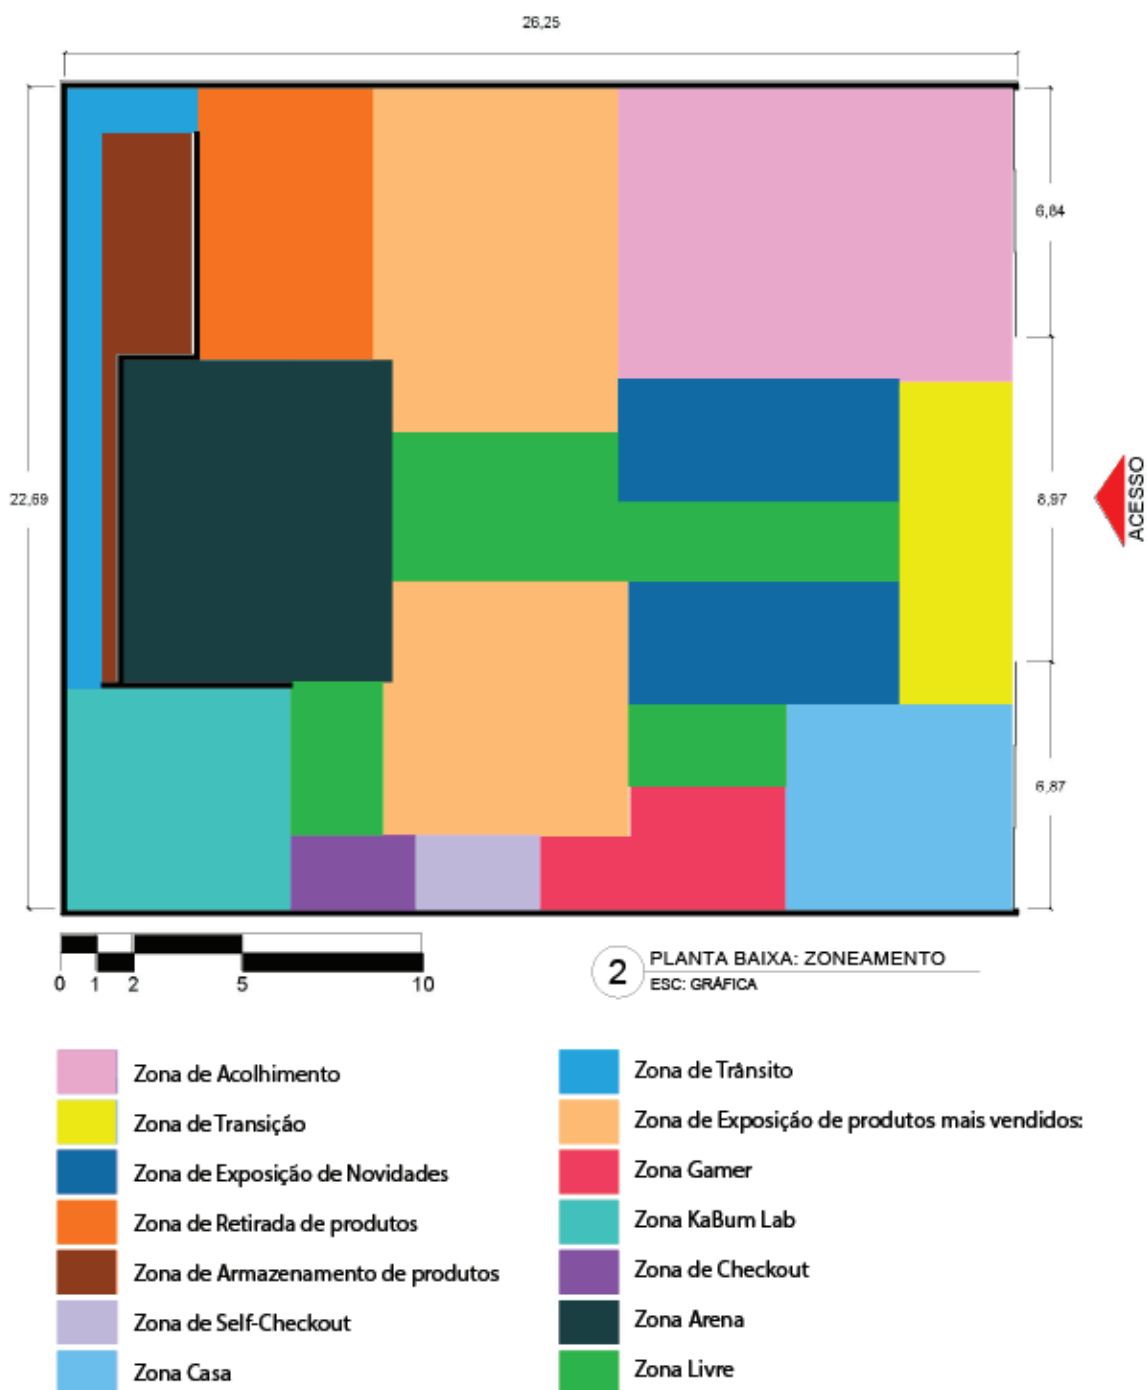 26,25
6,84
22,69
8,97
ACESSO
6,87
0 1 2 5 10
2
PLANTA BAIXA: ZONEAMENTO
ESC: GRÁFICA
Zona de Acolhimento
Zona de Transição
Zona de Exposição de Novidades
Zona de Retirada de produtos
Zona de Armazenamento de produtos
Zona de Self-Checkout
Zona Casa
Zona de Trânsito
Zona de Exposição de produtos mais vendidos:
Zona Gamer
Zona KaBum Lab
Zona de Checkout
Zona Arena
Zona Livre